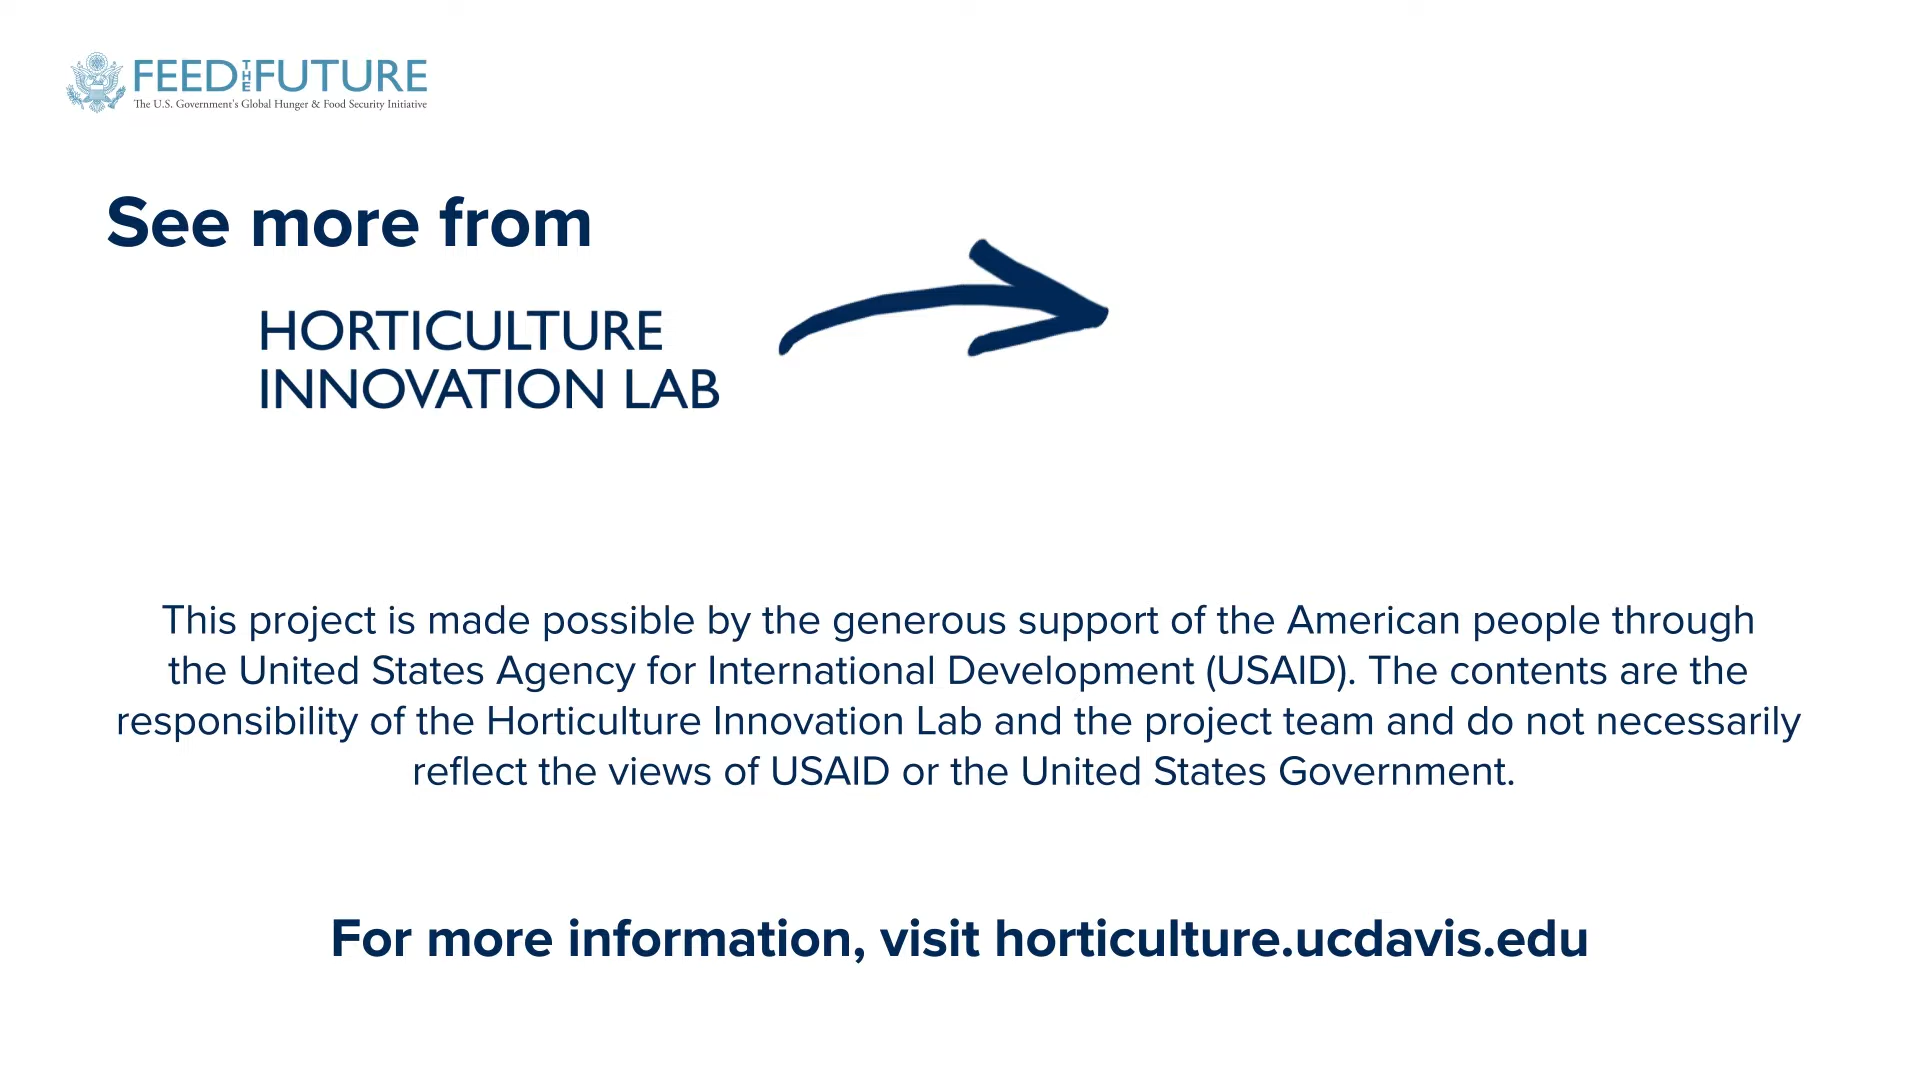 FEED THE FUTURE
The U.S. Government's Global Hunger & Food Security Initiative
See more from
HORTICULTURE
INNOVATION LAB
This project is made possible by the generous support of the American people through
the United States Agency for International Development (USAID). The contents are the
responsibility of the Horticulture Innovation Lab and the project team and do not necessarily
reflect the views of USAID or the United States Government.
For more information, visit horticulture.ucdavis.edu